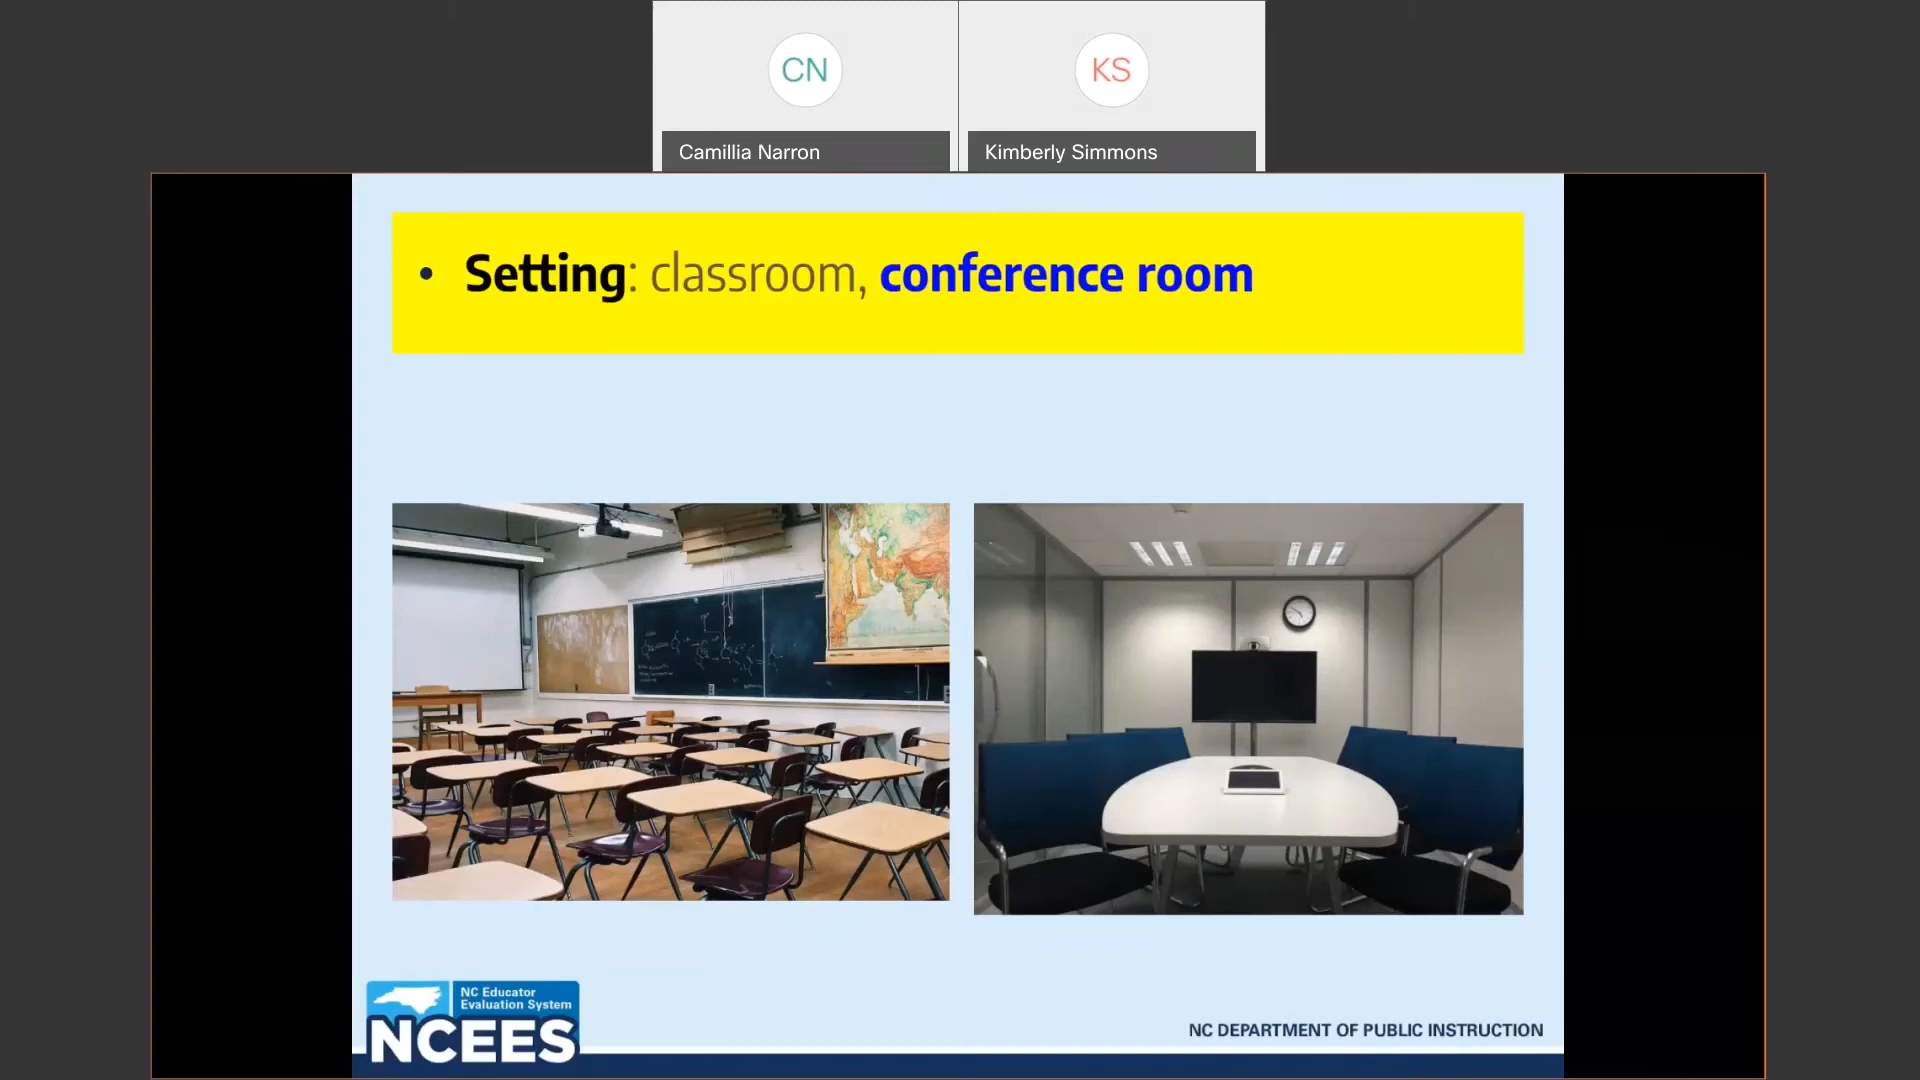 CN
KS
Camillia Narron
Kimberly Simmons
• Setting: classroom, conference room
NC Educator
Evaluation System
NCEES
NC DEPARTMENT OF PUBLIC INSTRUCTION